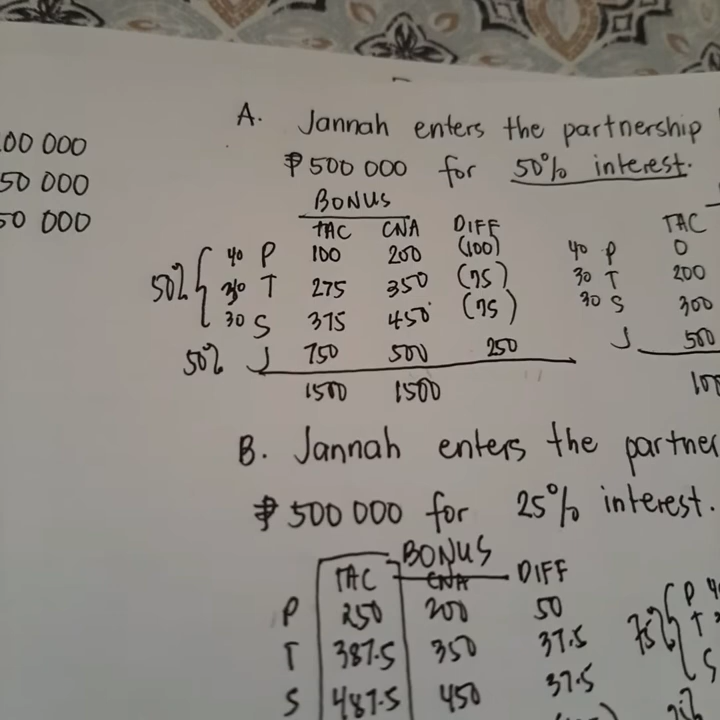 00 000
50 000
50 000
A. Jannah enters the partnership
₱500 000 for 50% interest.
BONUS
TAC CNA DIFF
50% 40 P 100 200 (100)
30 T 275 350 (75)
30 S 375 450 (75)
50% J 750 500 250
1500 1500
TAC
40 P 0
30 T 200
30 S 300
J 500
100
B. Jannah enters the partner
₱500 000 for 25% interest.
BONUS
TAC CNA DIFF
P 250 200 50
T 387.5 350 37.5
S 487.5 450 37.5
75% P
T
S